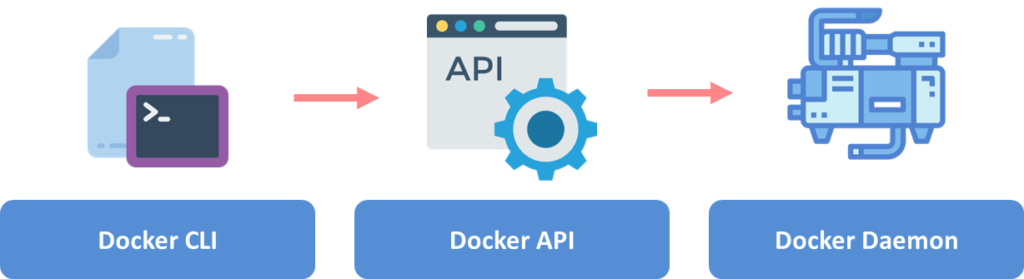 API
>_
Docker CLI
Docker API
Docker Daemon